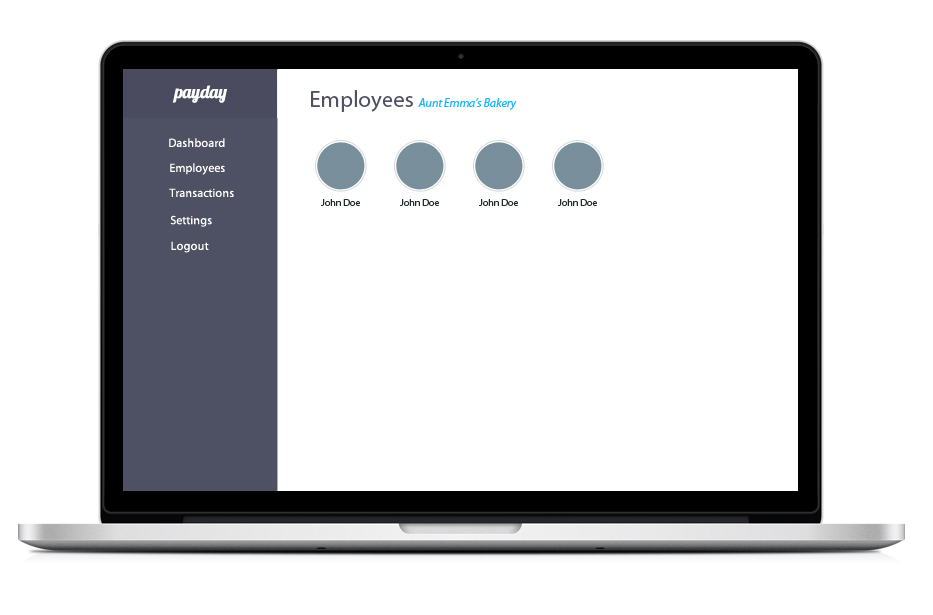 payday
Dashboard
Employees
Transactions
Settings
Logout
Employees Aunt Emma's Bakery
John Doe John Doe John Doe John Doe